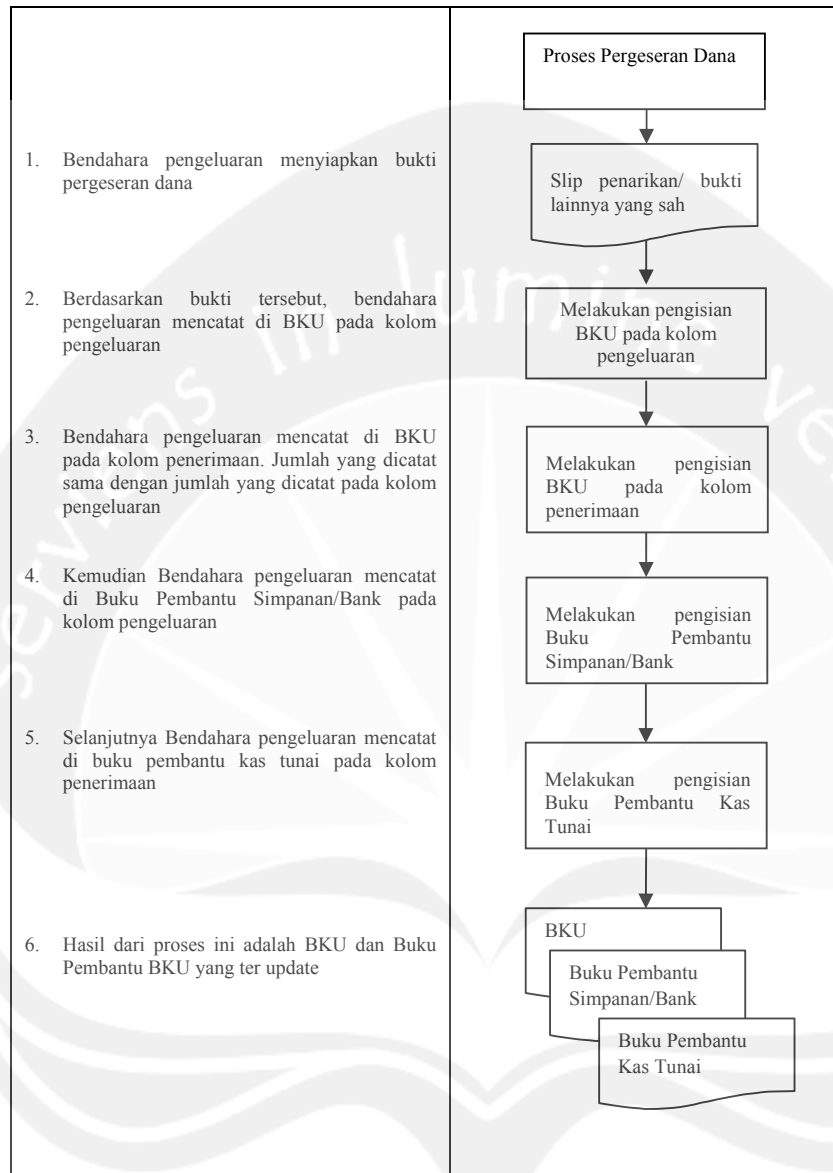 Proses Pergeseran Dana
1. Bendahara pengeluaran menyiapkan bukti
pergeseran dana
Slip penarikan/ bukti
lainnya yang sah
2. Berdasarkan bukti tersebut, bendahara
pengeluaran mencatat di BKU pada kolom
pengeluaran
Melakukan pengisian
BKU pada kolom
pengeluaran
3. Bendahara pengeluaran mencatat di BKU
pada kolom penerimaan. Jumlah yang dicatat
sama dengan jumlah yang dicatat pada kolom
pengeluaran
Melakukan pengisian
BKU pada kolom
penerimaan
4. Kemudian Bendahara pengeluaran mencatat
di Buku Pembantu Simpanan/Bank pada
kolom pengeluaran
Melakukan pengisian
Buku Pembantu
Simpanan/Bank
5. Selanjutnya Bendahara pengeluaran mencatat
di buku pembantu kas tunai pada kolom
penerimaan
Melakukan pengisian
Buku Pembantu Kas
Tunai
6. Hasil dari proses ini adalah BKU dan Buku
Pembantu BKU yang ter update
BKU
Buku Pembantu
Simpanan/Bank
Buku Pembantu
Kas Tunai
serviens in lumine ve